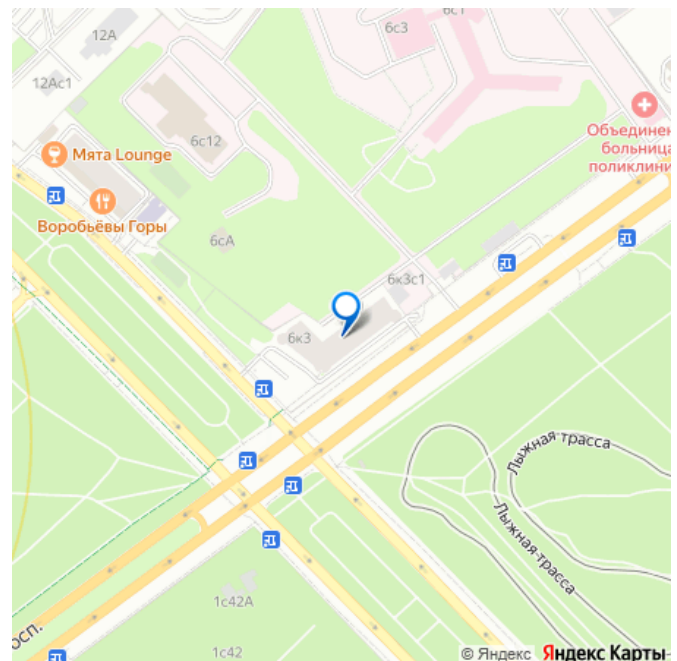 6с1
6с3
12А
12Ас1
6с12
Объединен
больница
поликлини
Мята Lounge
Воробьёвы Горы
6сА
6к3с1
6к3
Лыжная трасса
Лыжная трасса
1с42А
осп.
1с42
© Яндекс Яндекс Карты